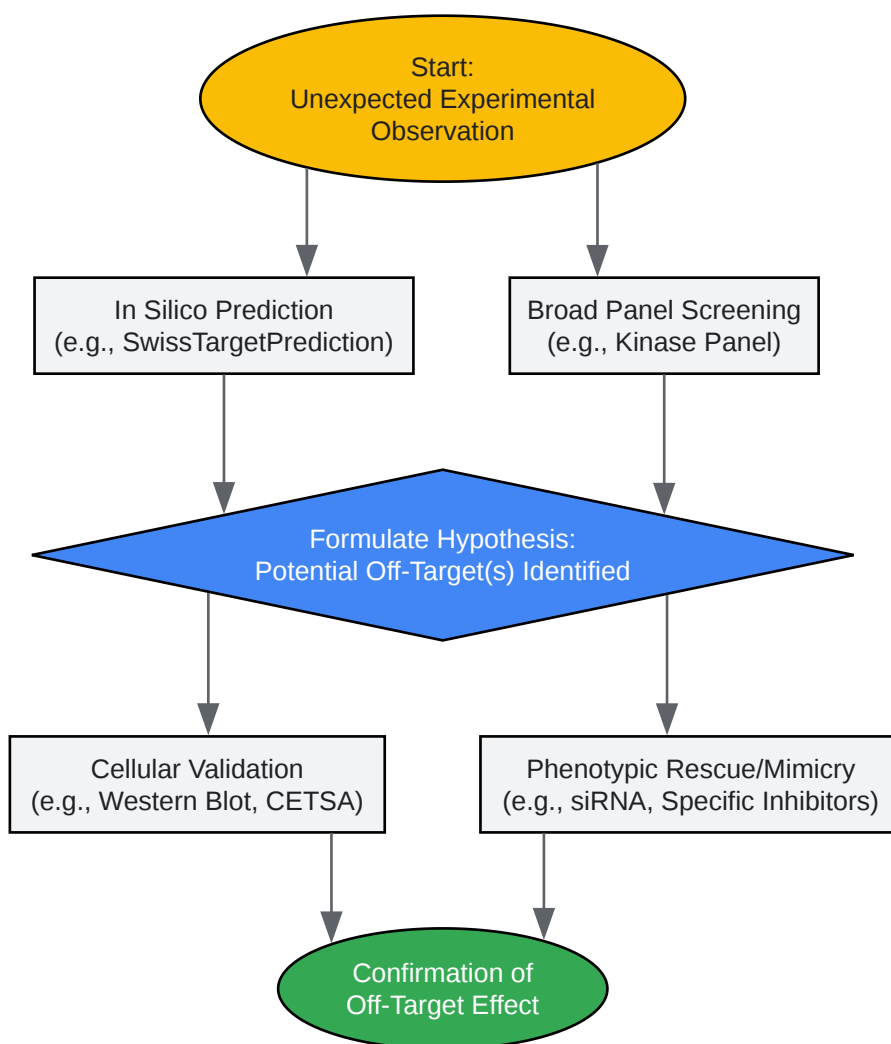 Start:
Unexpected Experimental
Observation
In Silico Prediction
(e.g., SwissTargetPrediction)
Broad Panel Screening
(e.g., Kinase Panel)
Formulate Hypothesis:
Potential Off-Target(s) Identified
Cellular Validation
(e.g., Western Blot, CETSA)
Phenotypic Rescue/Mimicry
(e.g., siRNA, Specific Inhibitors)
Confirmation of
Off-Target Effect